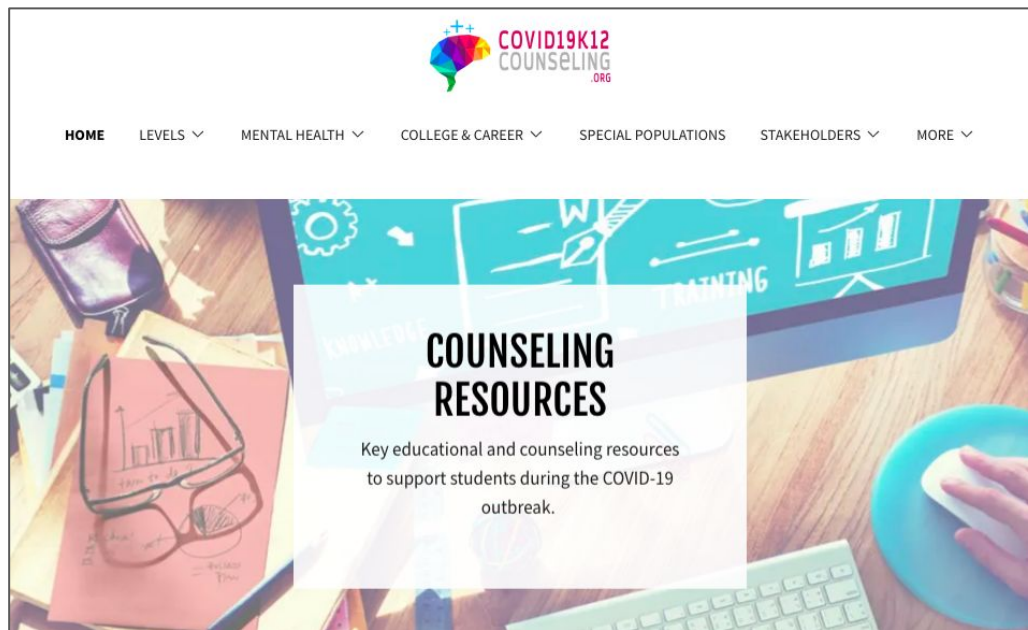 COVID19K12
COUNSELING
.ORG
HOME LEVELS MENTAL HEALTH COLLEGE & CAREER SPECIAL POPULATIONS STAKEHOLDERS MORE
W
A+
KNOWLEDGE
TRAINING
COUNSELING
RESOURCES
Key educational and counseling resources
to support students during the COVID-19
outbreak.